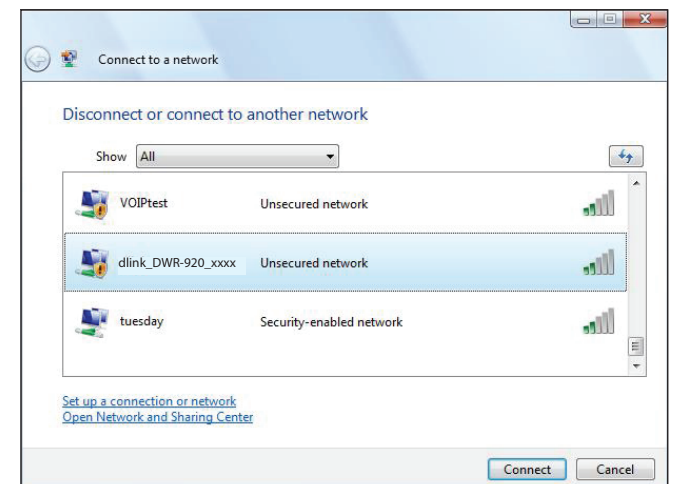 Connect to a network
Disconnect or connect to another network
Show All
VOIPtest Unsecured network
dlink_DWR-920_xxxx Unsecured network
tuesday Security-enabled network
Set up a connection or network
Open Network and Sharing Center
Connect Cancel